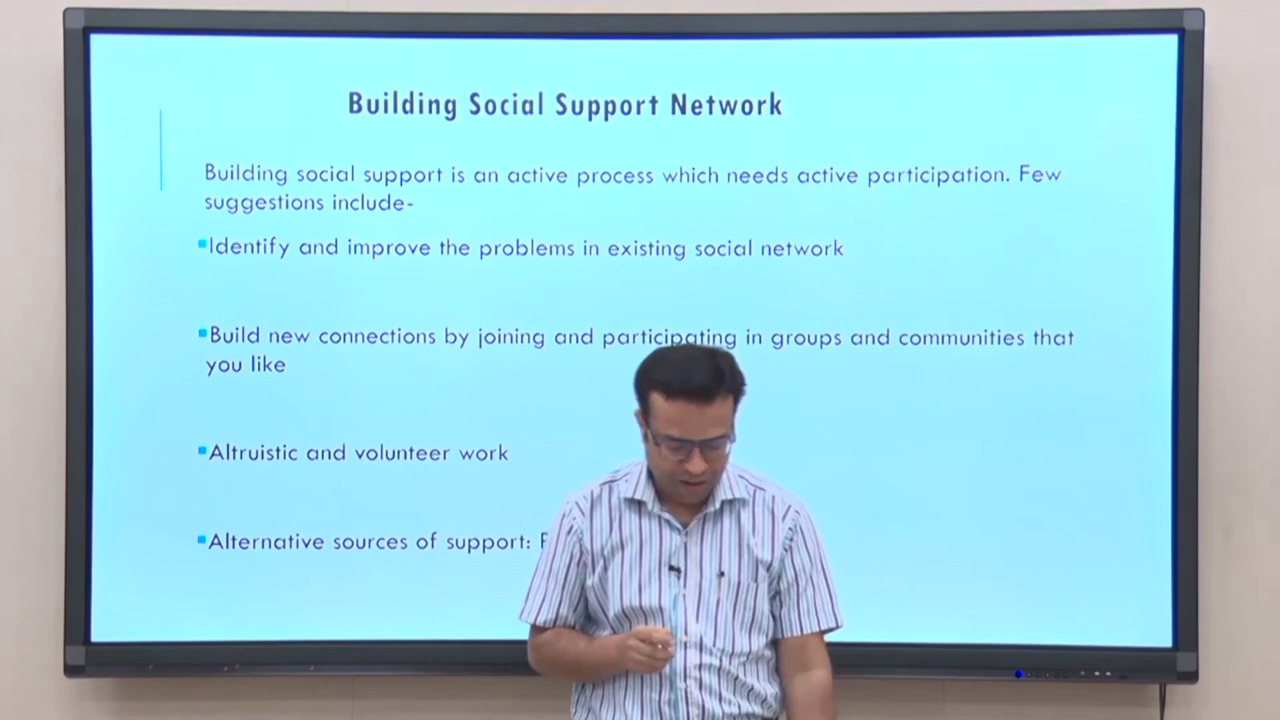 Building Social Support Network
Building social support is an active process which needs active participation. Few
suggestions include-
Identify and improve the problems in existing social network
Build new connections by joining and participating in groups and communities that
you like
Altruistic and volunteer work
Alternative sources of support: